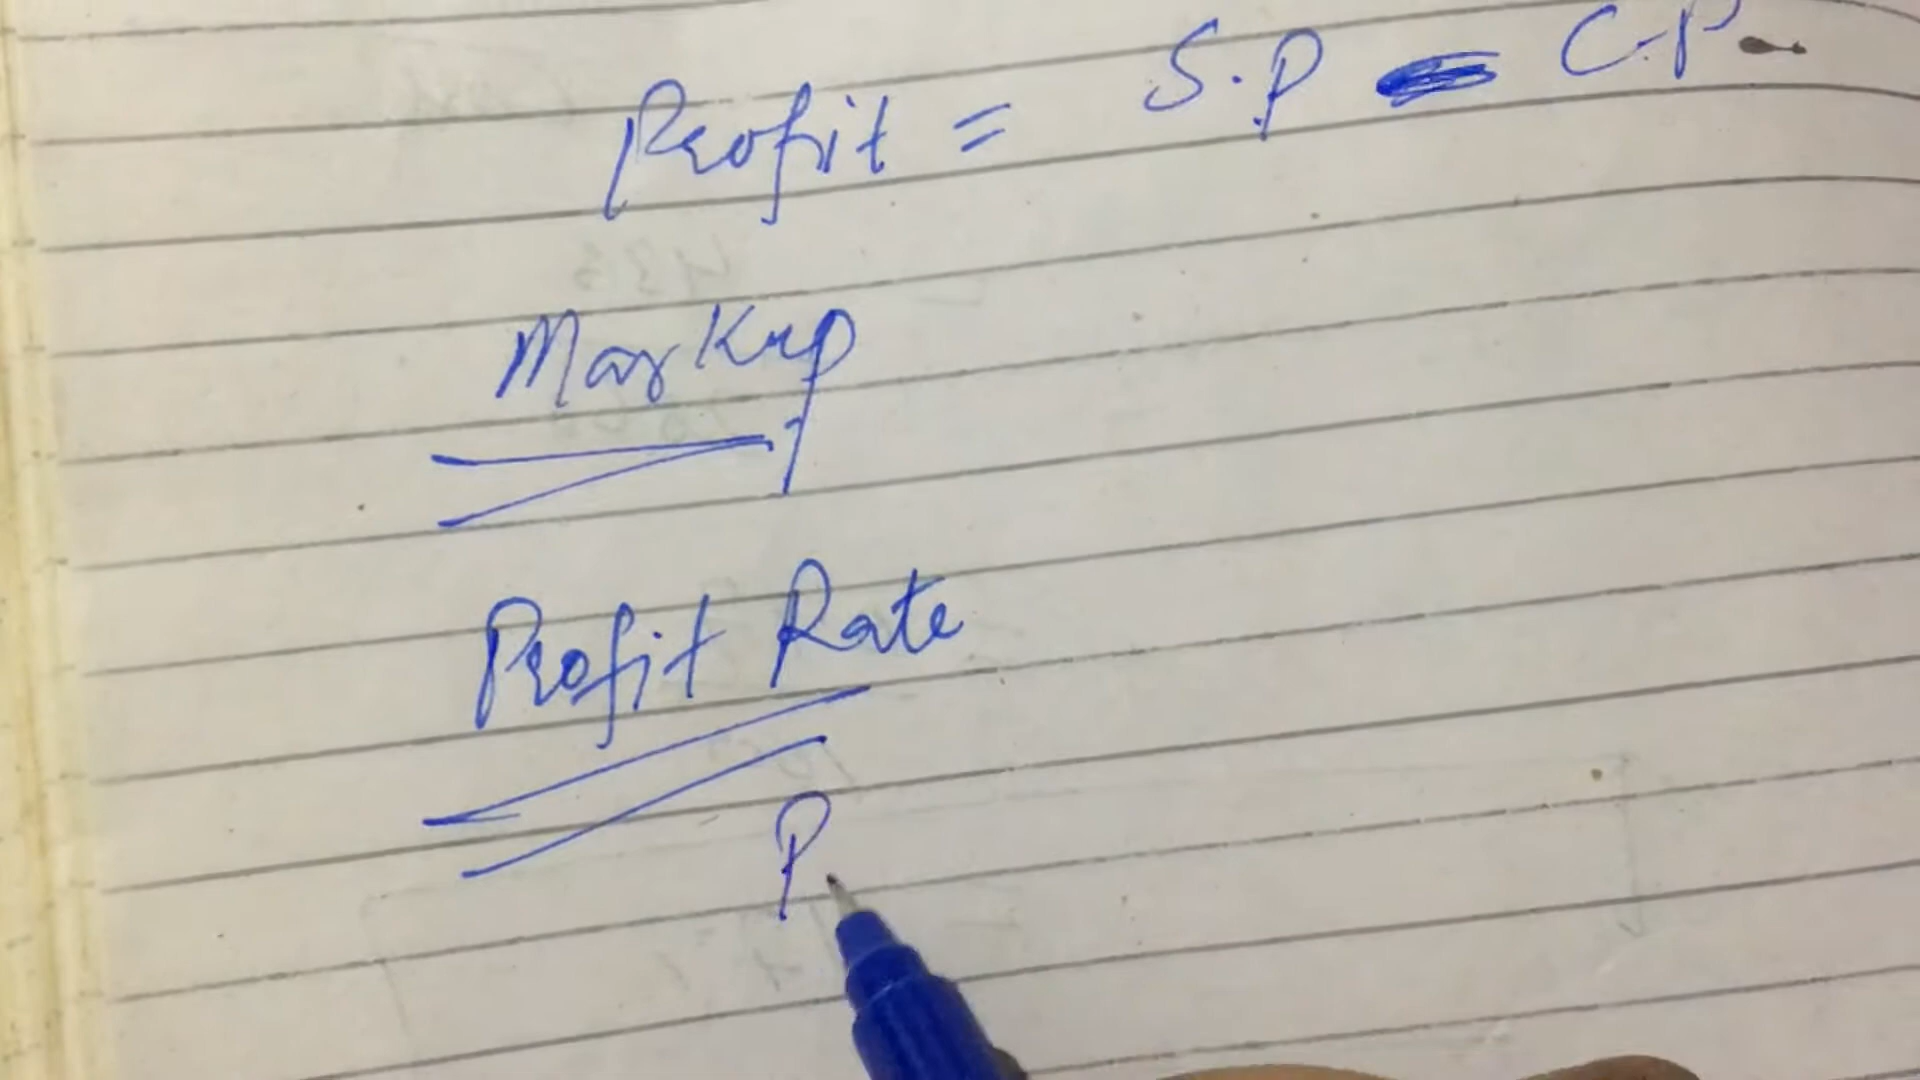 Profit = S.P - C.P
Markup
Profit Rate
P